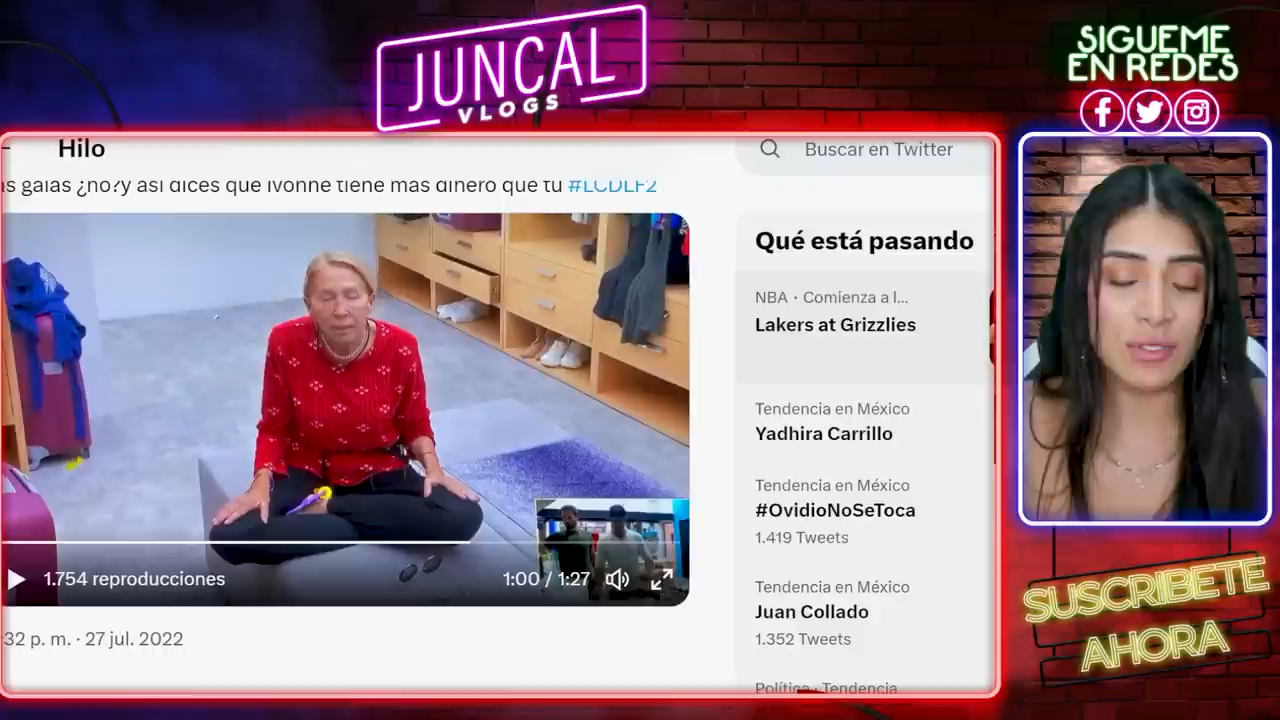 JUNCAL
VLOGS
SIGUEME
EN REDES
Hilo
Buscar en Twitter
galas ¿no?y así dices que Ivonne tiene mas dinero que tu #LCDLF2
Qué está pasando
NBA · Comienza a l...
Lakers at Grizzlies
Tendencia en México
Yadhira Carrillo
Tendencia en México
#OvidioNoSeToca
1.419 Tweets
Tendencia en México
Juan Collado
1.352 Tweets
Política · Tendencia
1.754 reproducciones
1:00 / 1:27
:32 p. m. · 27 jul. 2022
SUSCRIBETE
AHORA